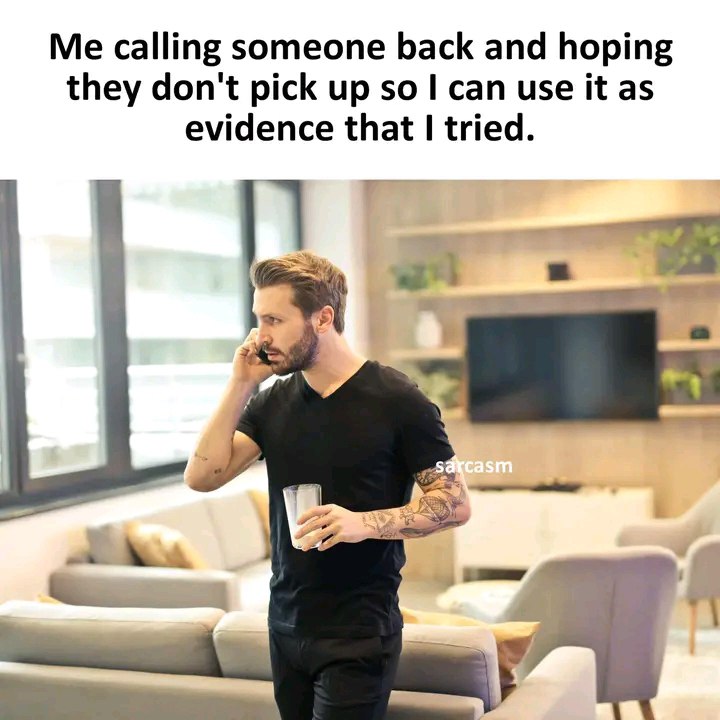 Me calling someone back and hoping
they don't pick up so I can use it as
evidence that I tried.
sarcasm